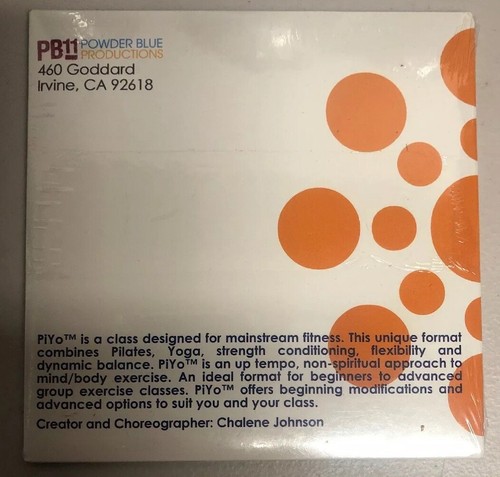 PB11 POWDER BLUE
PRODUCTIONS
460 Goddard
Irvine, CA 92618
PiYo™ is a class designed for mainstream fitness. This unique format
combines Pilates, Yoga, strength conditioning, flexibility and
dynamic balance. PiYo™ is an up tempo, non-spiritual approach to
mind/body exercise. An ideal format for beginners to advanced
group exercise classes. PiYo™ offers beginning modifications and
advanced options to suit you and your class.
Creator and Choreographer: Chalene Johnson